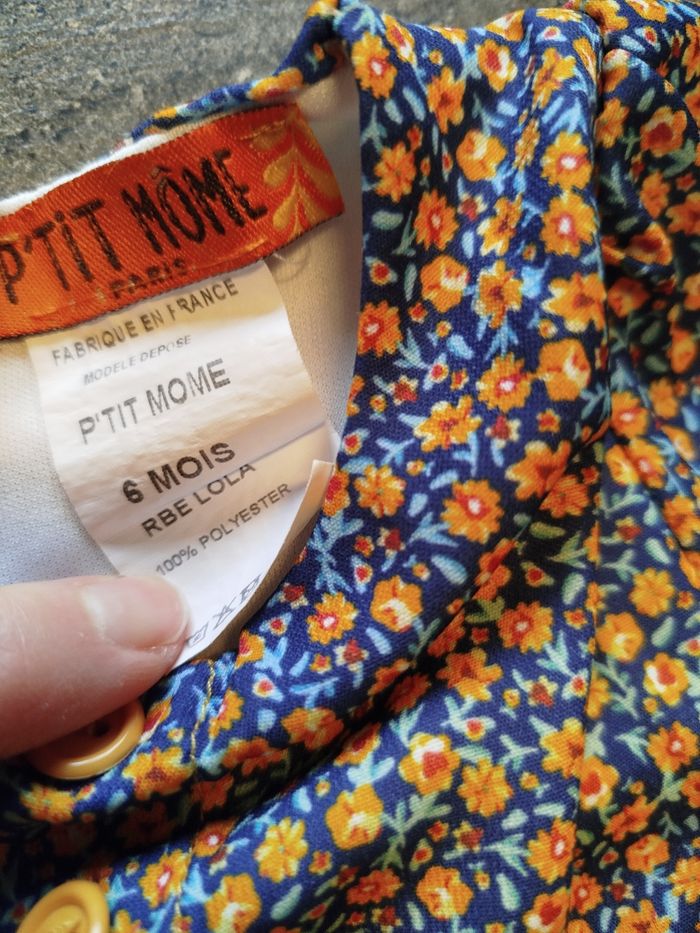 P'TiT MÔME
PARIS
FABRIQUE EN FRANCE
MODELE DEPOSE
P'TIT MOME
6 MOIS
RBE LOLA
100% POLYESTER